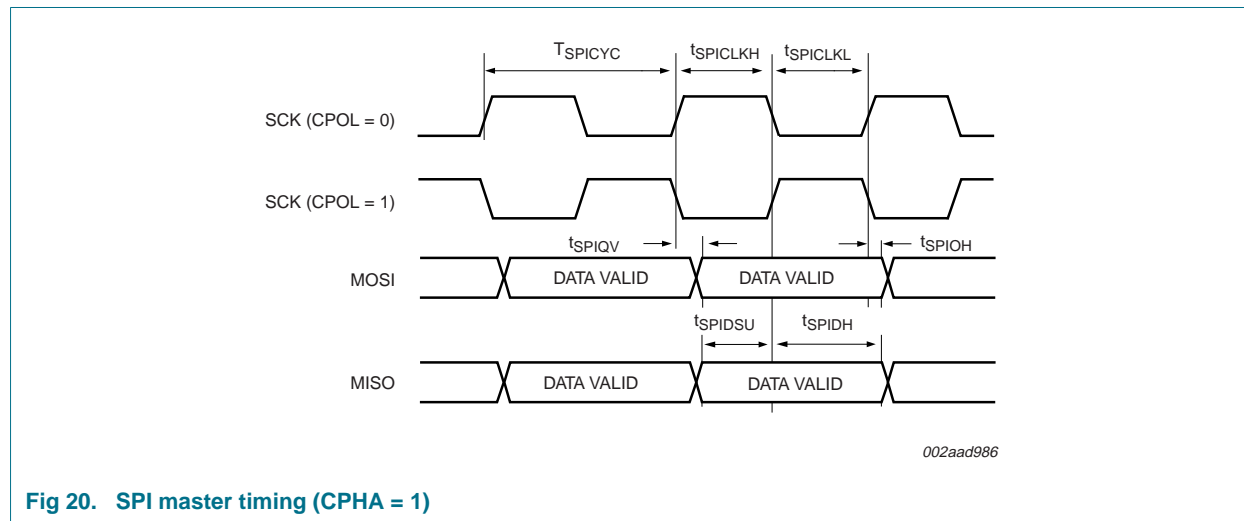 TSPICYC tSPICLKH tSPICLKL
SCK (CPOL = 0)
SCK (CPOL = 1)
tSPIQV tSPIOH
MOSI DATA VALID DATA VALID
tSPIDSU tSPIDH
MISO DATA VALID DATA VALID
002aad986
Fig 20. SPI master timing (CPHA = 1)